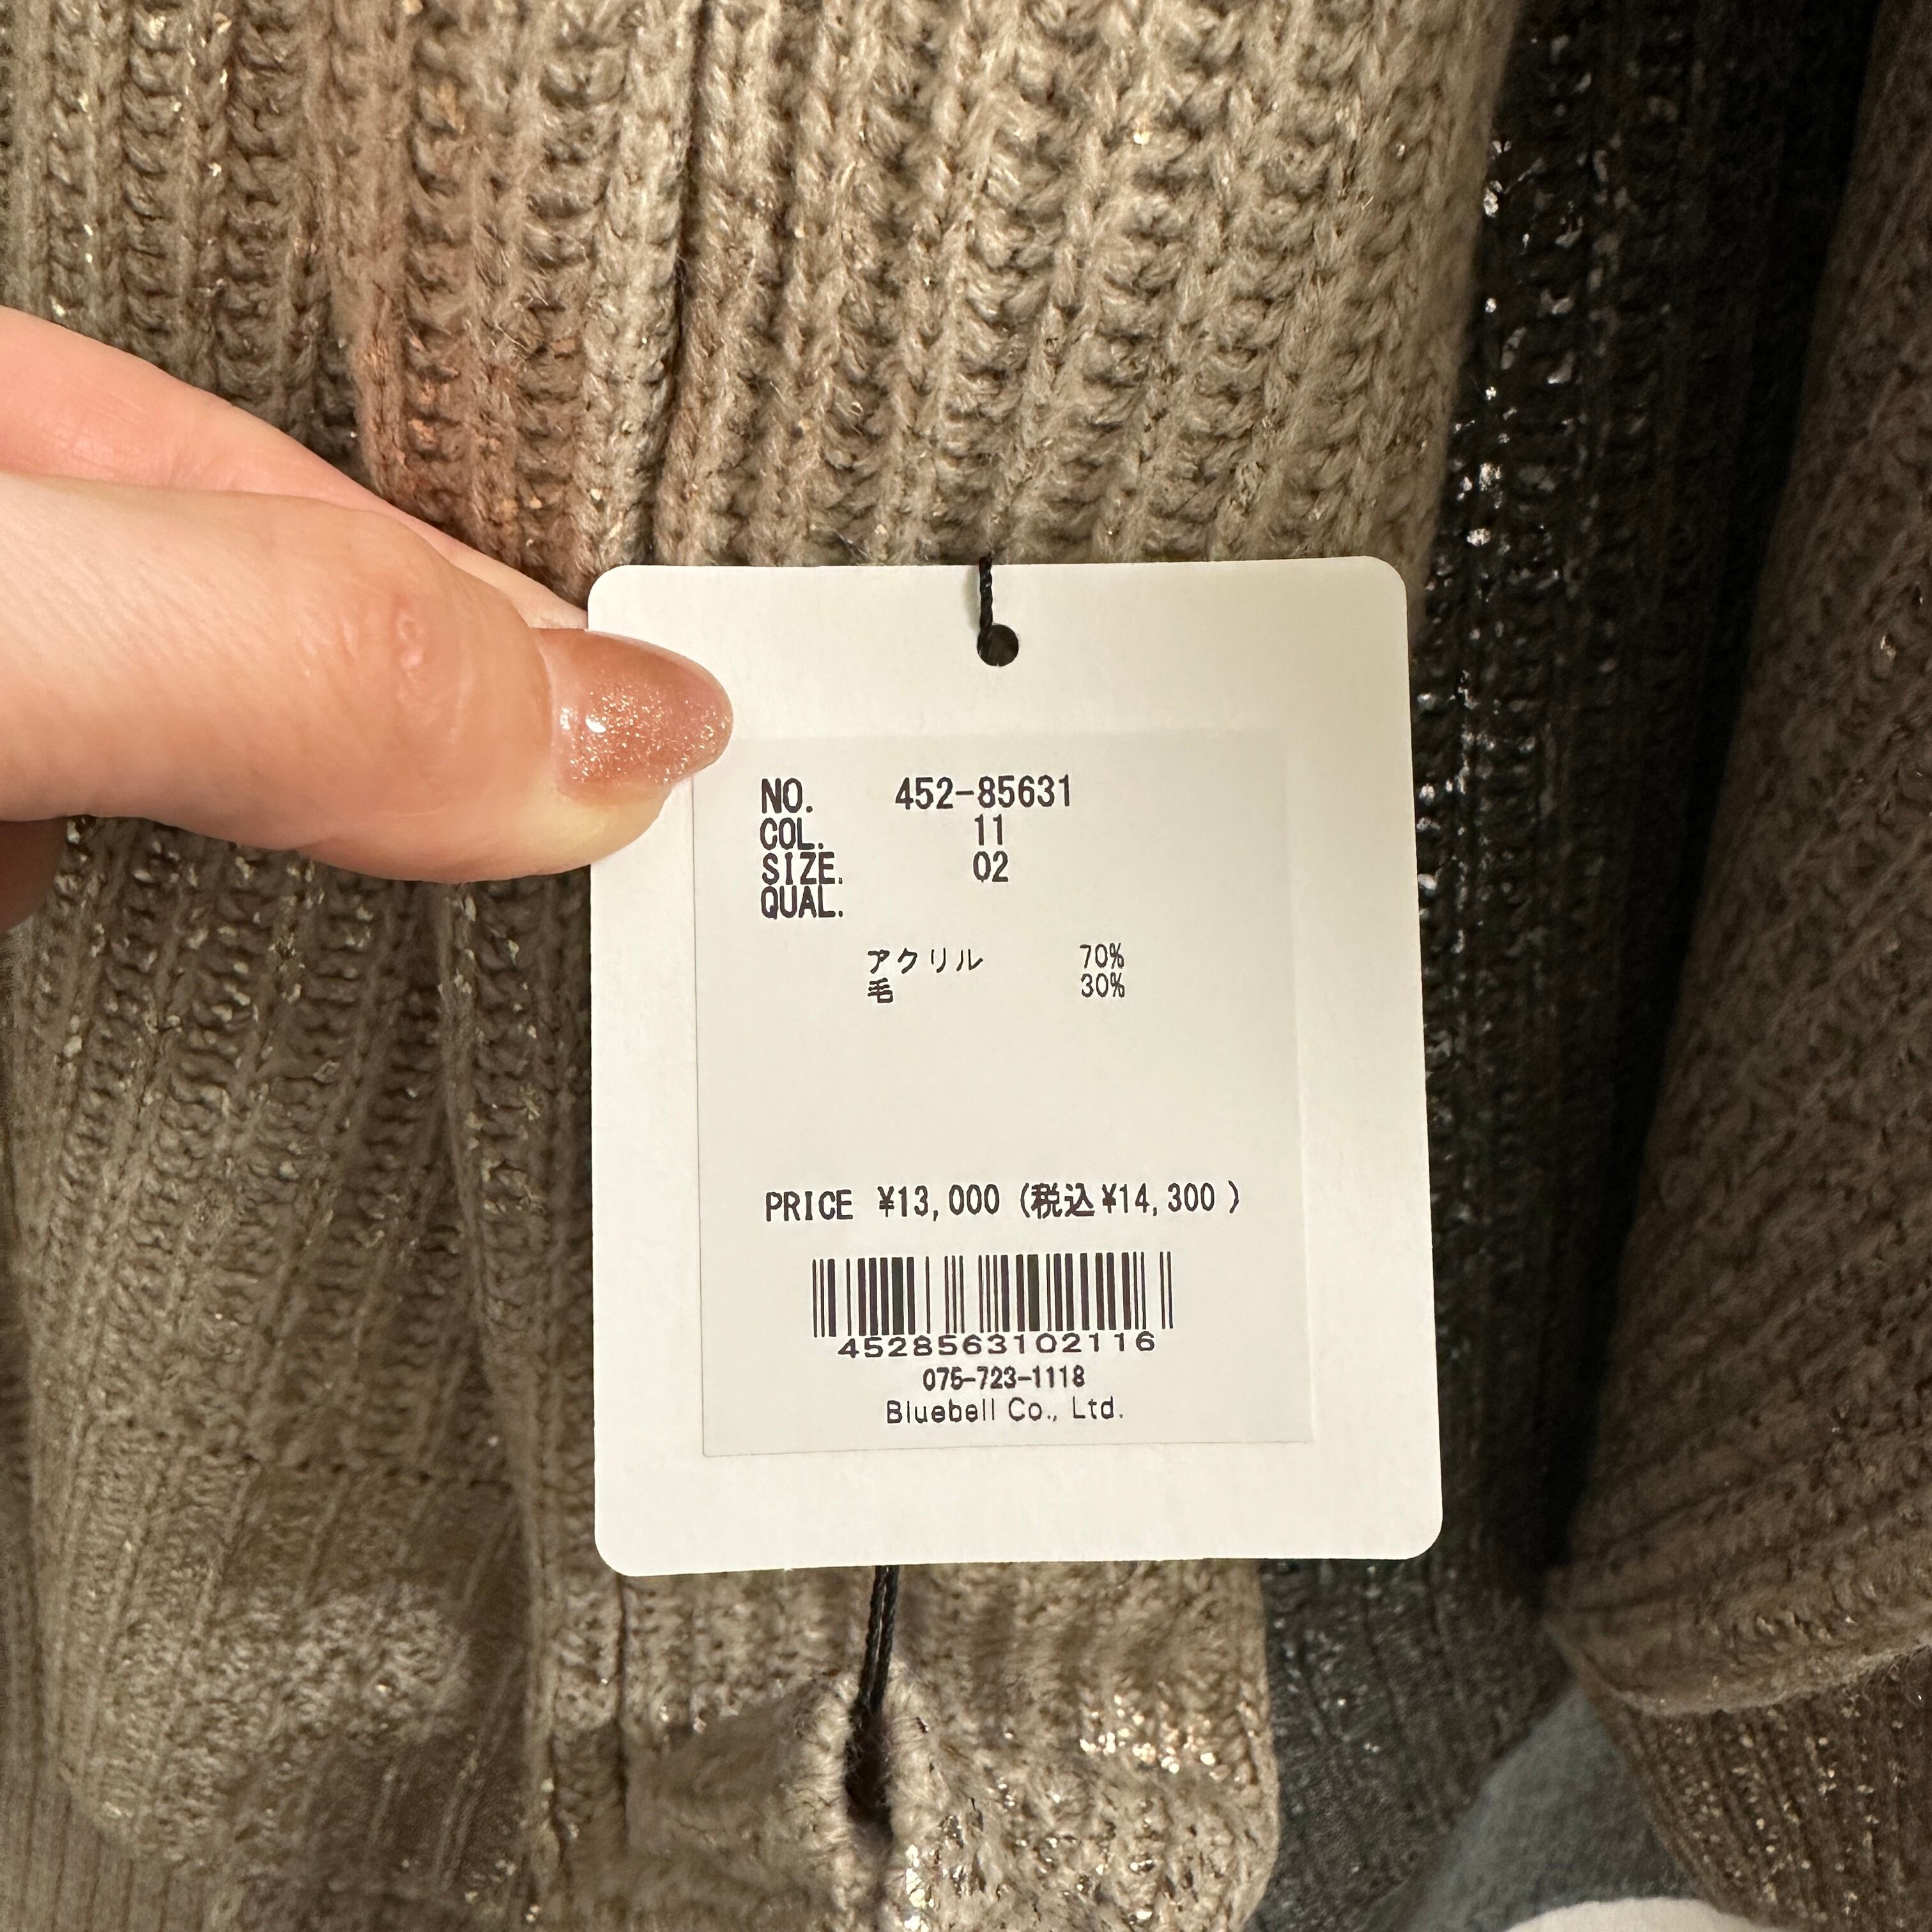 NO. 452-85631
COL. 11
SIZE. 02
QUAL.
アクリル 70%
毛 30%
PRICE ¥13,000 (税込¥14,300 )
4528563102116
075-723-1118
Bluebell Co., Ltd.